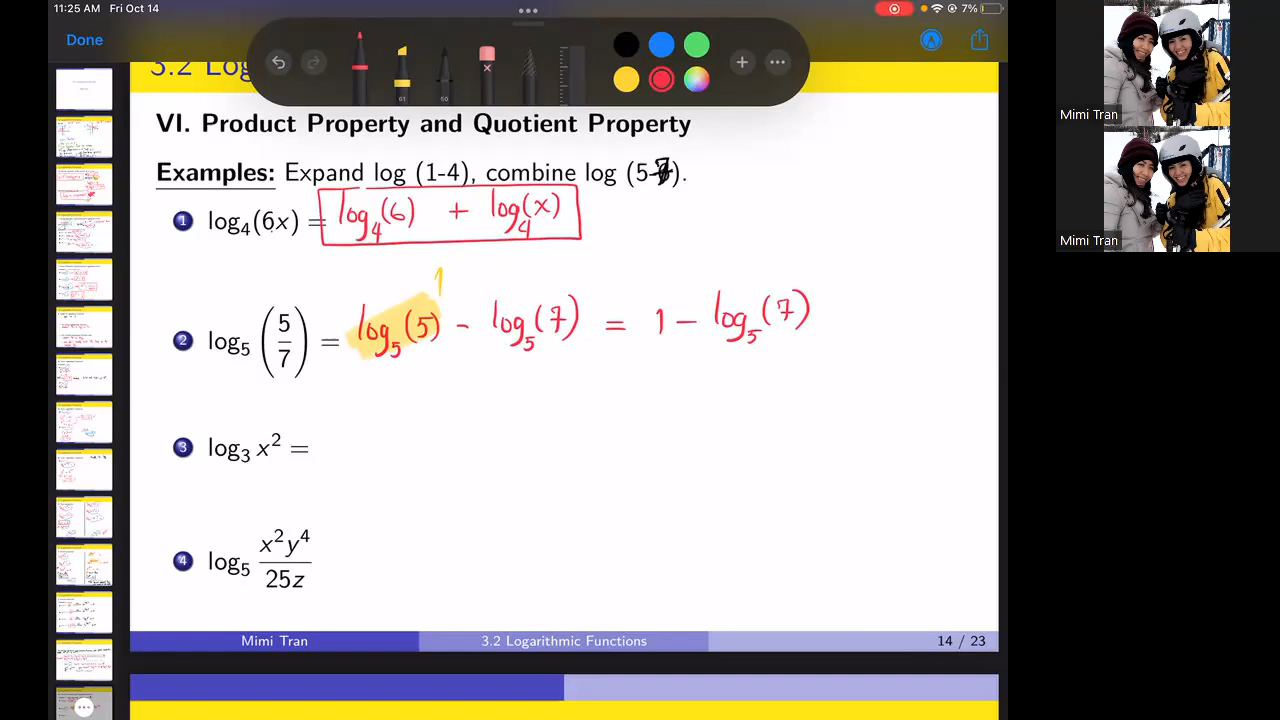 11:25 AM Fri Oct 14
7%
Done
3.2 Log
VI. Product Property and Quotient Property
Examples: Expand log (1-4), combine log (5-7).
1 log₄(6x) = log₄(6) + log₄(x)
1
2 log₅(5/7) = log₅(5) - log₅(7) = 1 - log₅(7)
3 log₃ x² =
4 log₅ x²y⁴/25z
Mimi Tran 3.2 Logarithmic Functions 14 / 23
Mimi Tran
Mimi Tran